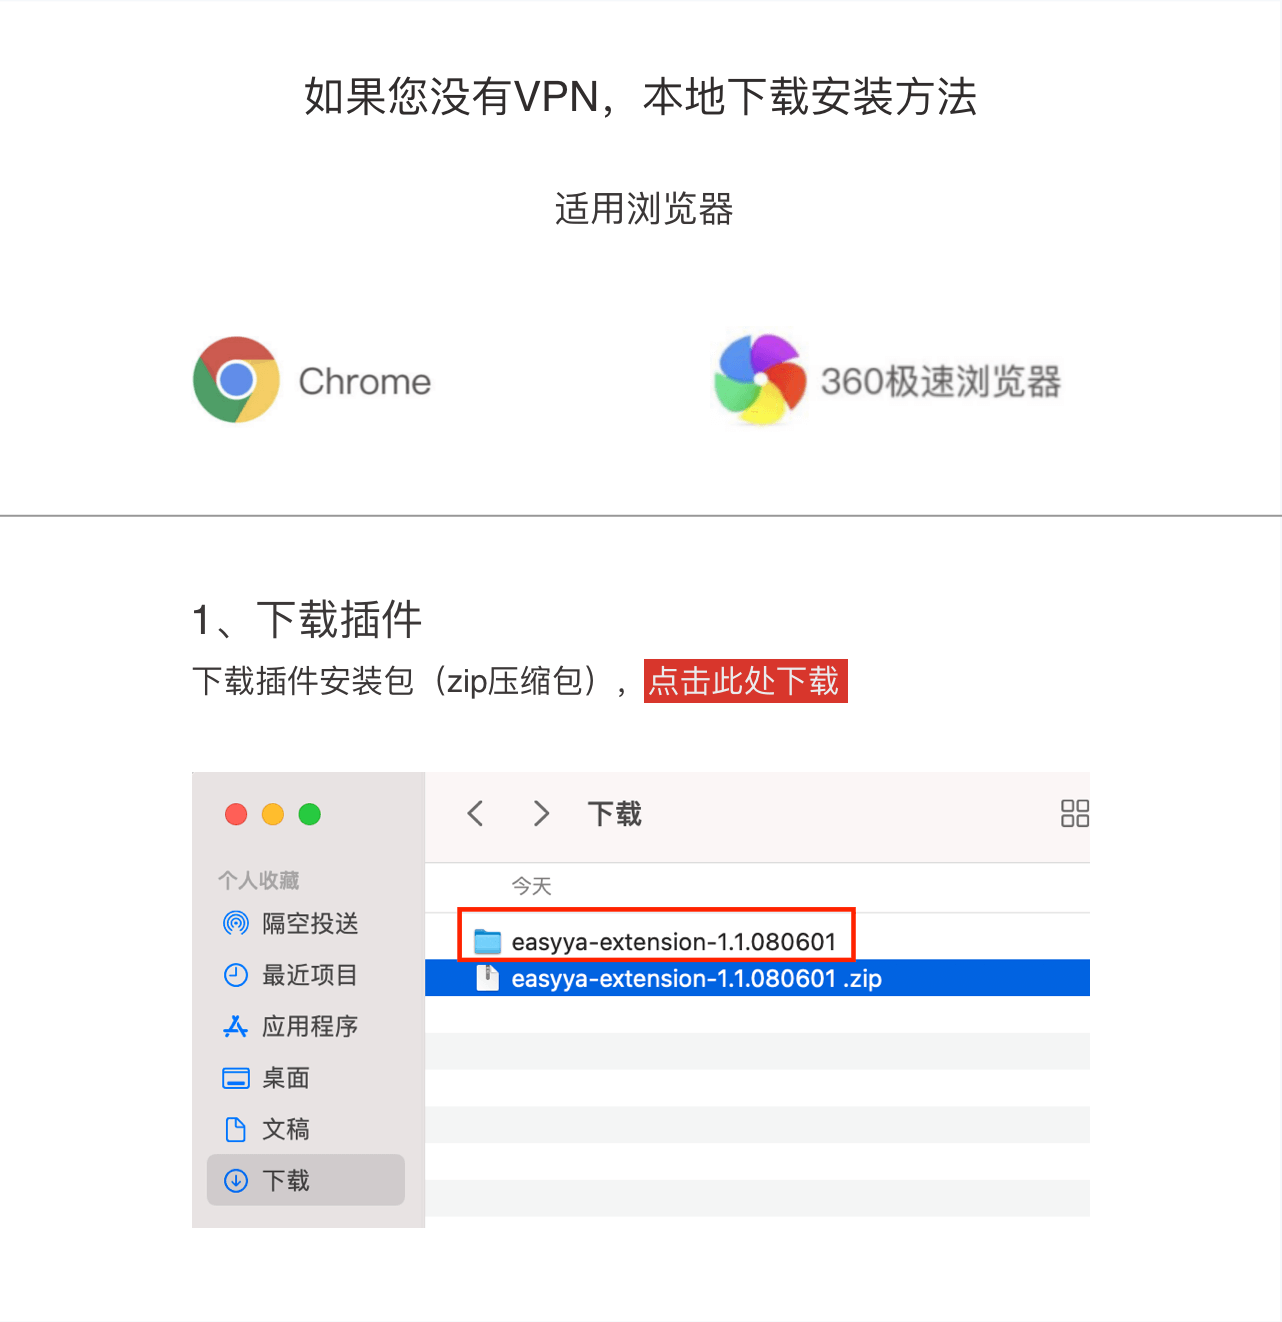 如果您没有VPN，本地下载安装方法
适用浏览器
Chrome
360极速浏览器
1、下载插件
下载插件安装包（zip压缩包），点击此处下载
下载
个人收藏
今天
隔空投送
easyya-extension-1.1.080601
最近项目
easyya-extension-1.1.080601 .zip
应用程序
桌面
文稿
下载